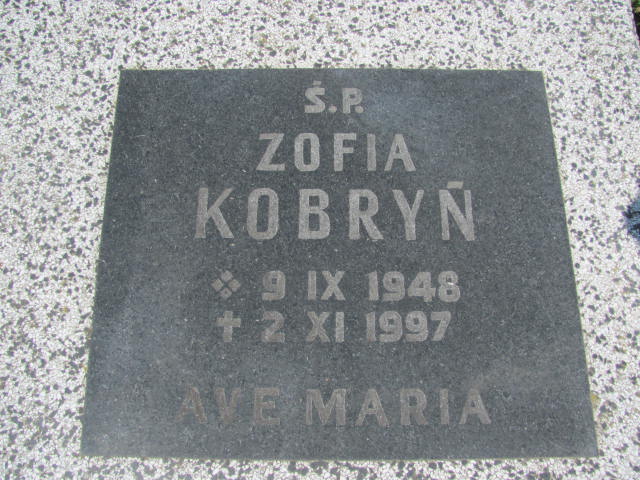 Ś.P.
ZOFIA
KOBRYŃ
9 IX 1948
✝ 2 XI 1997
AVE MARIA